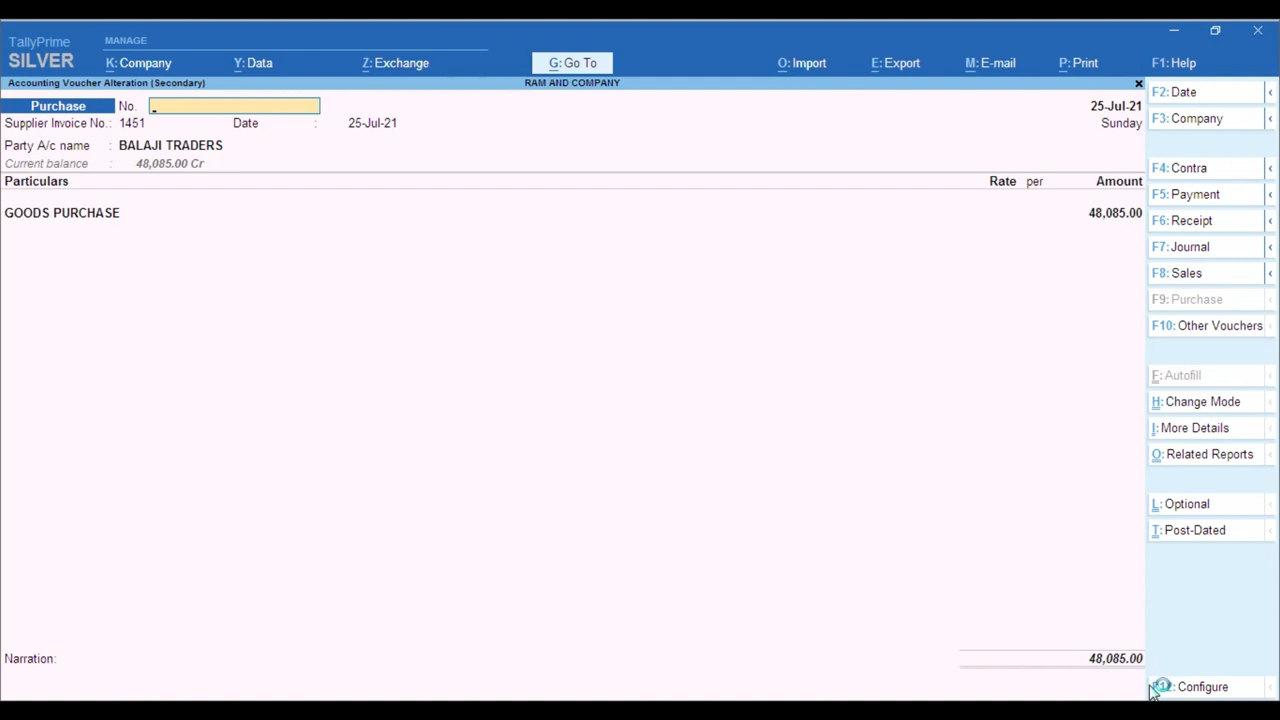 TallyPrime MANAGE
SILVER K: Company Y: Data Z: Exchange G: Go To O: Import E: Export M: E-mail P: Print F1: Help
Accounting Voucher Alteration (Secondary) RAM AND COMPANY x
Purchase No. 25-Jul-21
Supplier Invoice No.: 1451 Date : 25-Jul-21 Sunday
Party A/c name : BALAJI TRADERS
Current balance : 48,085.00 Cr
Particulars Rate per Amount
GOODS PURCHASE 48,085.00
Narration: 48,085.00
F2: Date
F3: Company
F4: Contra
F5: Payment
F6: Receipt
F7: Journal
F8: Sales
F9: Purchase
F10: Other Vouchers
F: Autofill
H: Change Mode
I: More Details
O: Related Reports
L: Optional
T: Post-Dated
: Configure